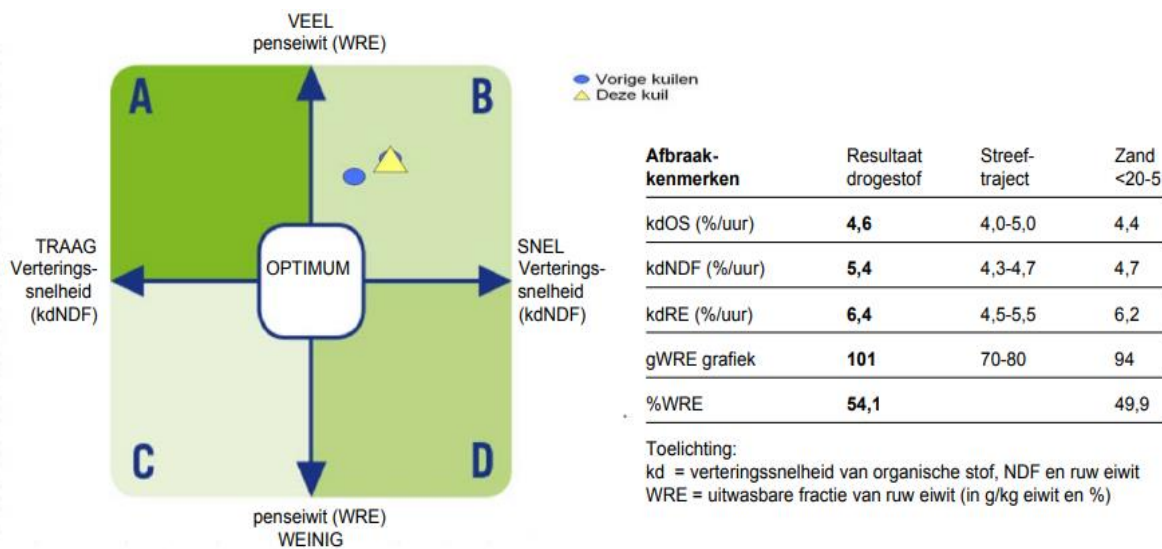 VEEL
penseiwit (WRE)
A
B
TRAAG
Verterings-
snelheid
(kdNDF)
OPTIMUM
SNEL
Verterings-
snelheid
(kdNDF)
C
D
penseiwit (WRE)
WEINIG
Vorige kuilen
Deze kuil
Afbraak- Resultaat Streef- Zand
kenmerken drogestof traject <20-5
kdOS (%/uur) 4,6 4,0-5,0 4,4
kdNDF (%/uur) 5,4 4,3-4,7 4,7
kdRE (%/uur) 6,4 4,5-5,5 6,2
gWRE grafiek 101 70-80 94
%WRE 54,1 49,9
Toelichting:
kd = verteringssnelheid van organische stof, NDF en ruw eiwit
WRE = uitwasbare fractie van ruw eiwit (in g/kg eiwit en %)